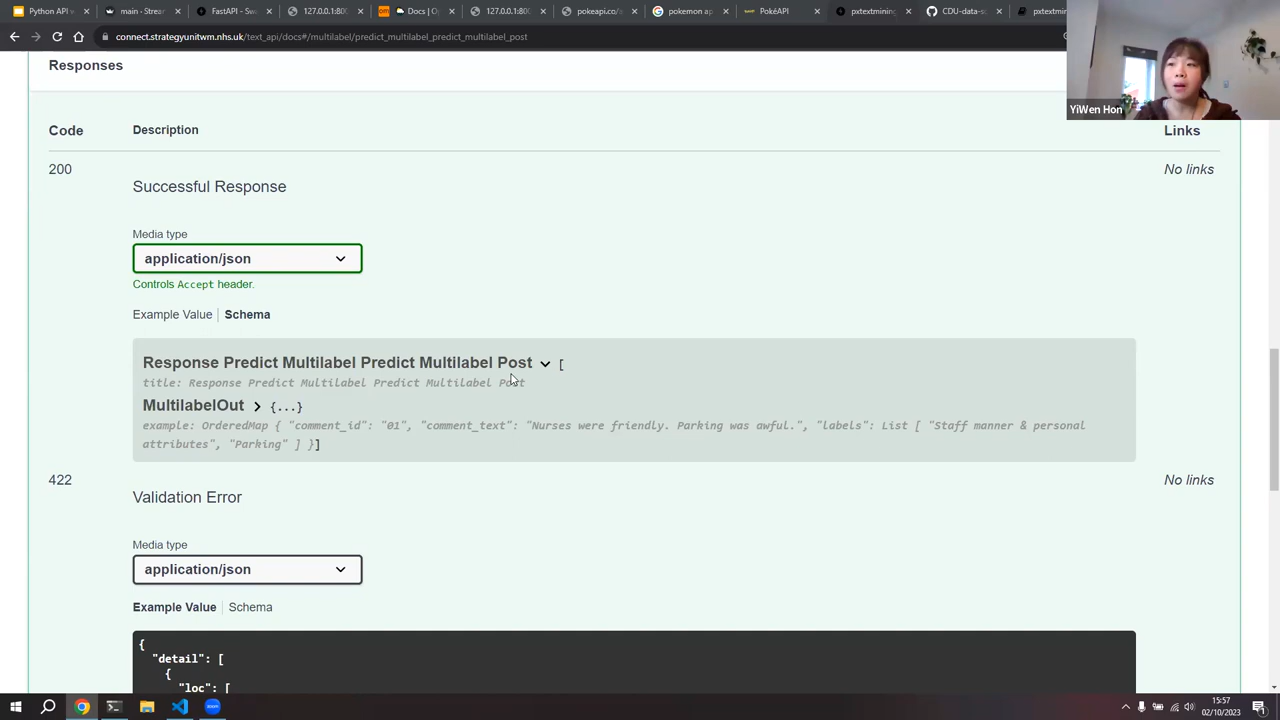 Python w
main - Stream
FastAPI - Sw
127.0.0.1:800
Docs | Op
127.0.0.1:800
pokeapi.co/a
pokemon ap
PokéAPI
pxtextmining
CDU-data-sc
pxtextmining
connect.strategyunitwm.nhs.uk/text_api/docs#/multilabel/predict_multilabel_predict_multilabel_post
YiWen Hon
Responses
Code
Description
Links
200
No links
Successful Response
Media type
application/json
Controls Accept header.
Example Value
Schema
Response Predict Multilabel Predict Multilabel Post [
title: Response Predict Multilabel Predict Multilabel Post
MultilabelOut {...}
example: OrderedMap { "comment_id": "01", "comment_text": "Nurses were friendly. Parking was awful.", "labels": List [ "Staff manner & personal
attributes", "Parking" ] }]
422
No links
Validation Error
Media type
application/json
Example Value
Schema
{
"detail": [
{
"loc": [
15:57
02/10/2023